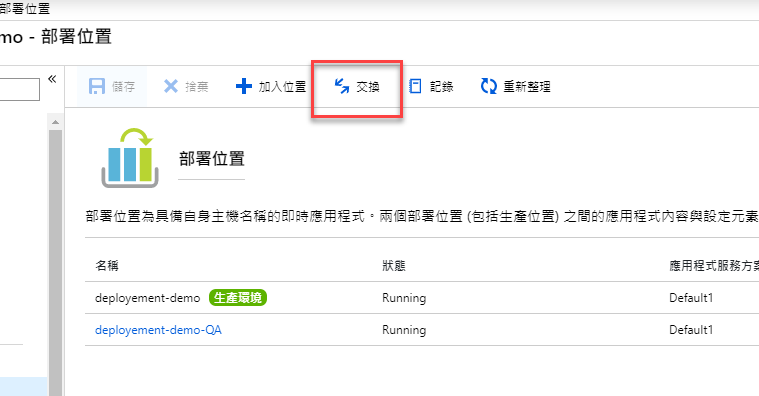 部署位置
mo - 部署位置
«
儲存 捨棄 加入位置 交換 記錄 重新整理
部署位置
部署位置為具備自身主機名稱的即時應用程式。兩個部署位置 (包括生產位置) 之間的應用程式內容與設定元素
名稱 狀態 應用程式服務方案
deployement-demo 生產環境 Running Default1
deployement-demo-QA Running Default1